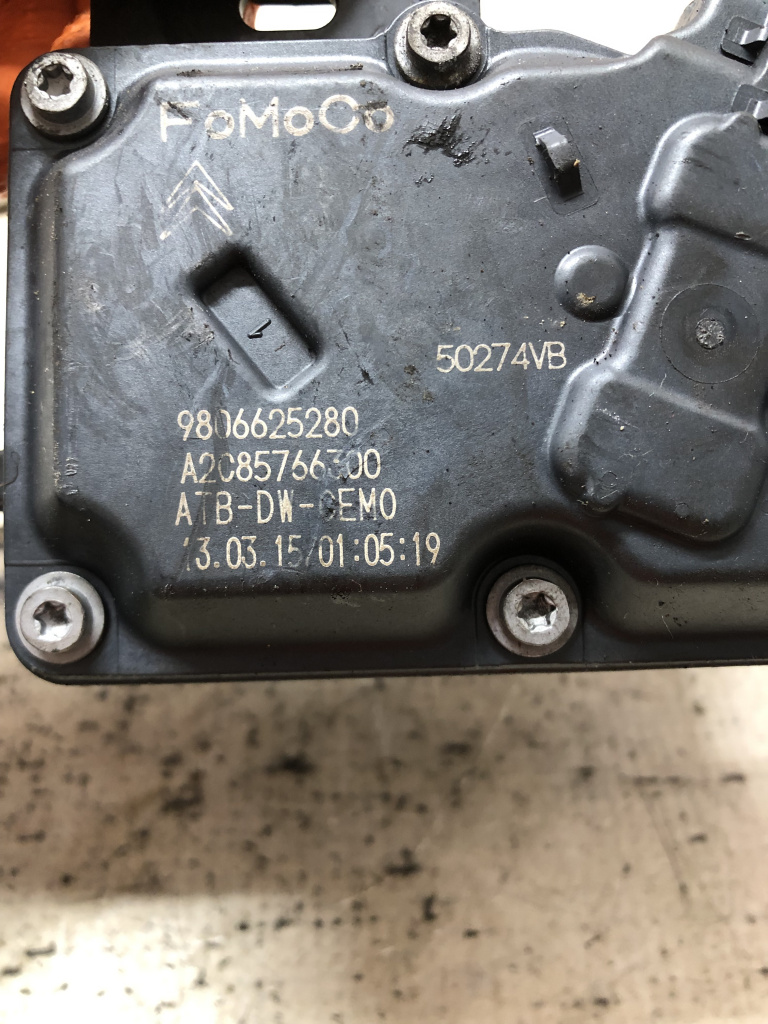 FoMoCo
50274VB
9806625280
A2C85766300
ATB-DW-CEM0
13.03.15/01:05:19